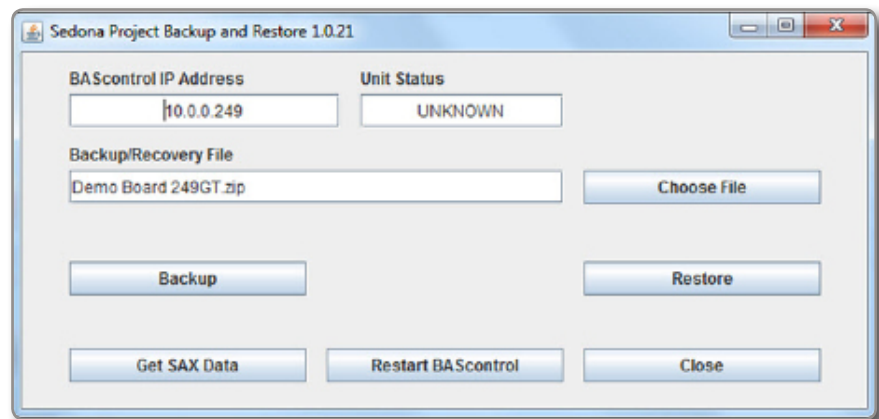 Sedona Project Backup and Restore 1.0.21
BAScontrol IP Address Unit Status
10.0.0.249 UNKNOWN
Backup/Recovery File
Demo Board 249GT.zip Choose File
Backup Restore
Get SAX Data Restart BAScontrol Close